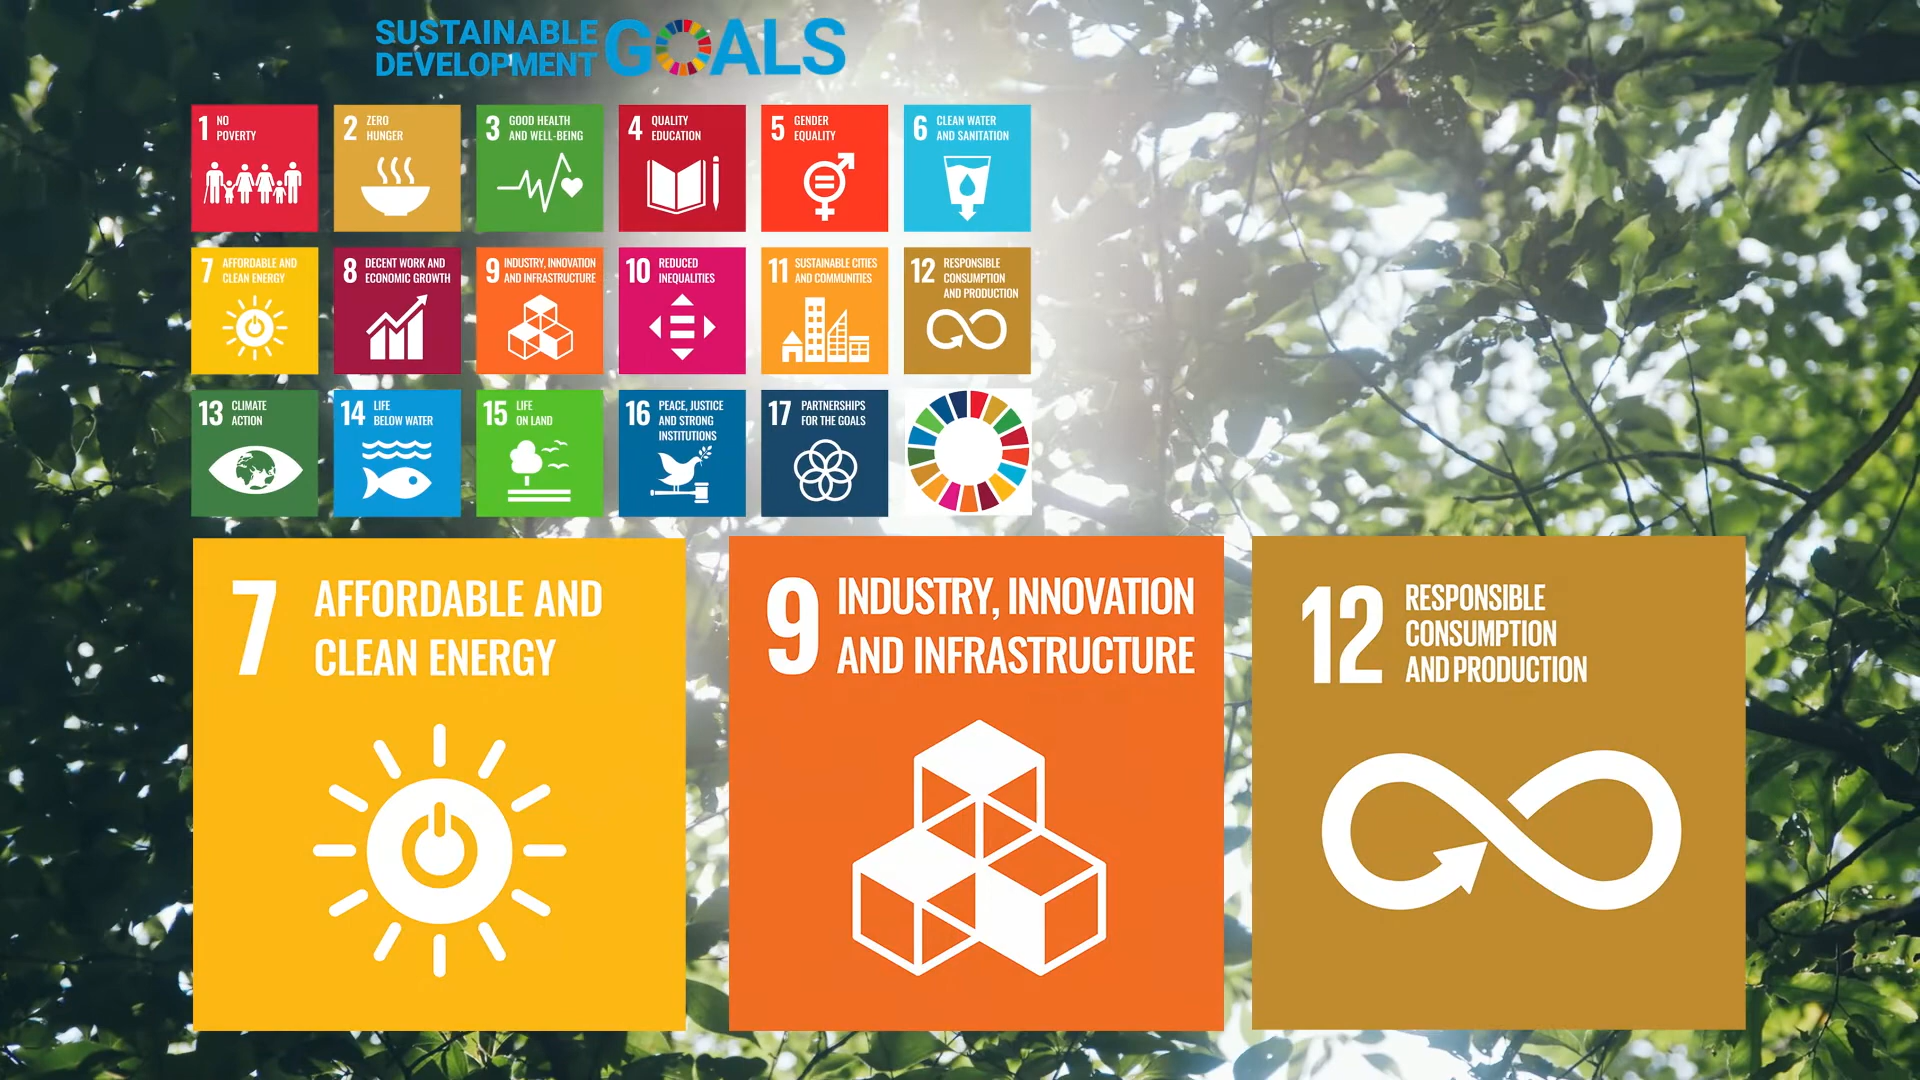 SUSTAINABLE
DEVELOPMENT
GOALS
1 NO
POVERTY
2 ZERO
HUNGER
3 GOOD HEALTH
AND WELL-BEING
4 QUALITY
EDUCATION
5 GENDER
EQUALITY
6 CLEAN WATER
AND SANITATION
7 AFFORDABLE AND
CLEAN ENERGY
8 DECENT WORK AND
ECONOMIC GROWTH
9 INDUSTRY, INNOVATION
AND INFRASTRUCTURE
10 REDUCED
INEQUALITIES
11 SUSTAINABLE CITIES
AND COMMUNITIES
12 RESPONSIBLE
CONSUMPTION
AND PRODUCTION
13 CLIMATE
ACTION
14 LIFE
BELOW WATER
15 LIFE
ON LAND
16 PEACE, JUSTICE
AND STRONG
INSTITUTIONS
17 PARTNERSHIPS
FOR THE GOALS
7 AFFORDABLE AND
CLEAN ENERGY
9 INDUSTRY, INNOVATION
AND INFRASTRUCTURE
12 RESPONSIBLE
CONSUMPTION
AND PRODUCTION